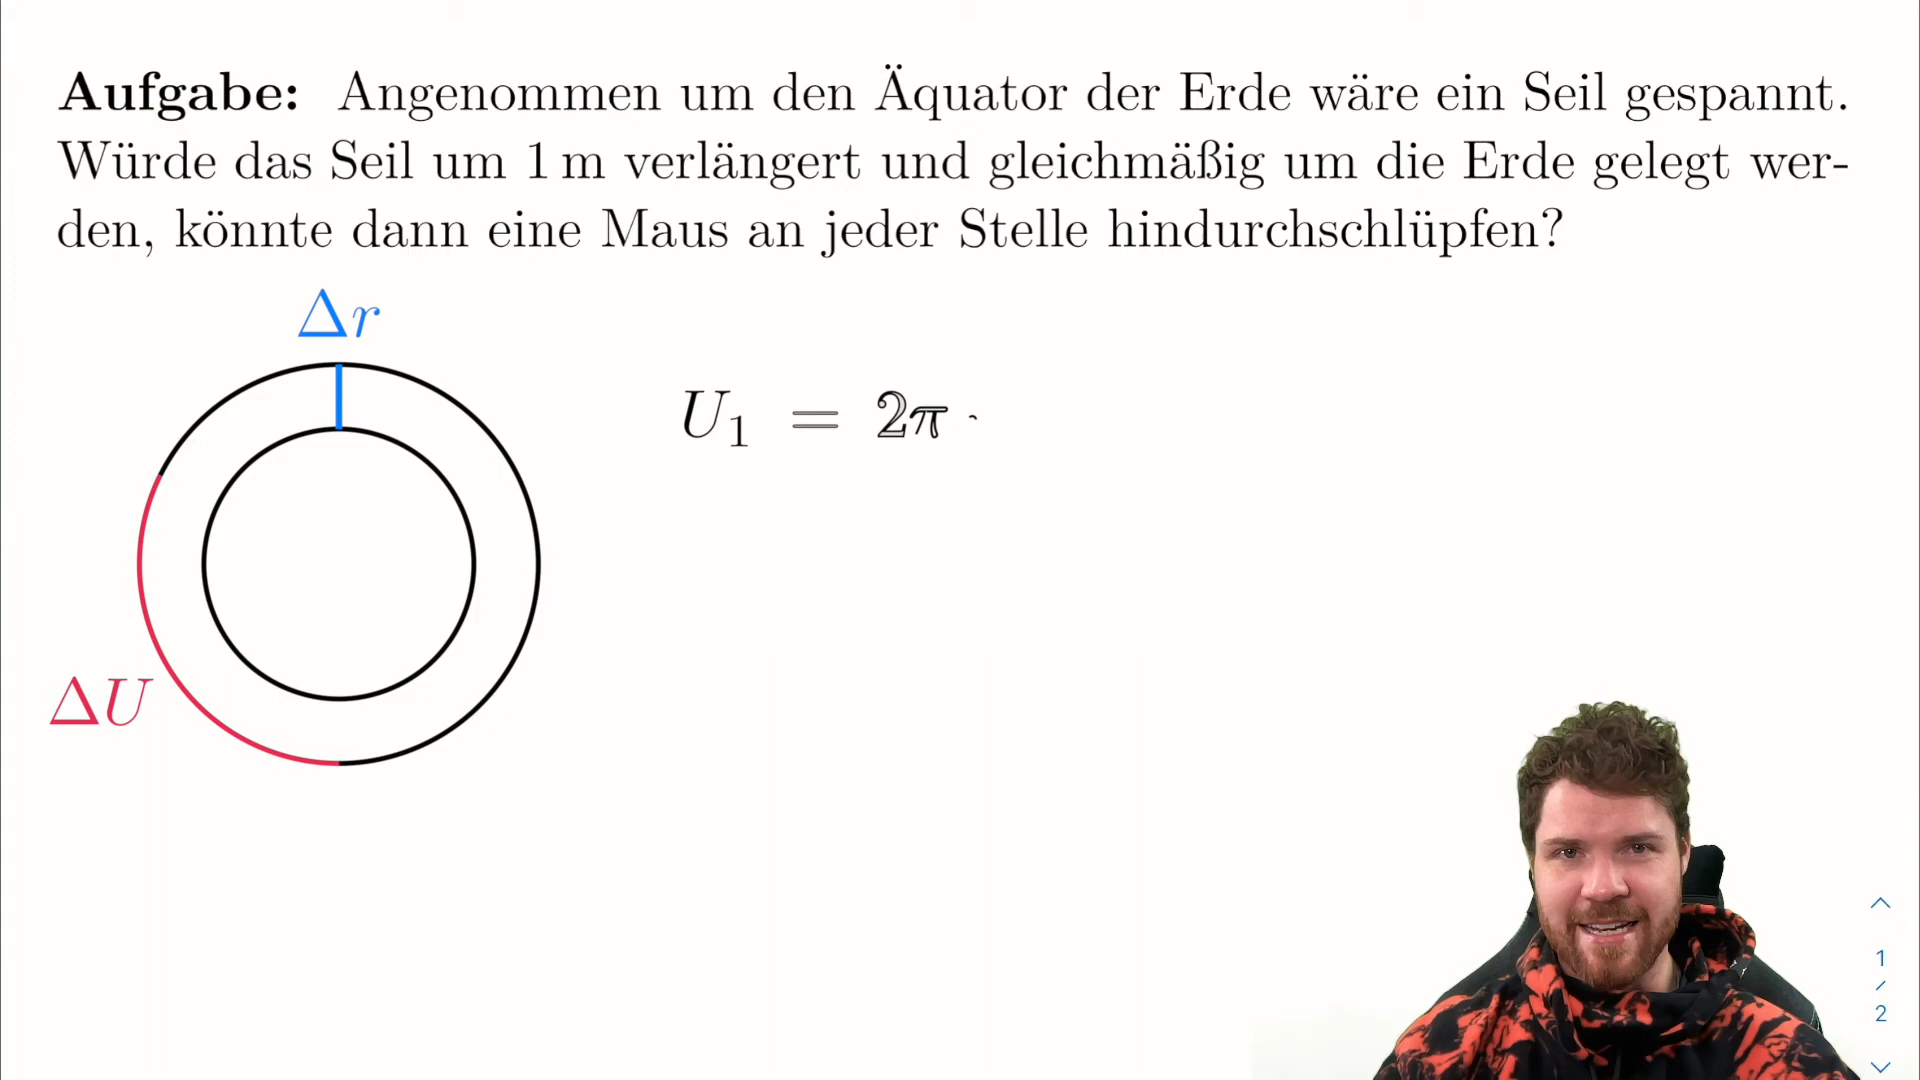 Aufgabe: Angenommen um den Äquator der Erde wäre ein Seil gespannt.
Würde das Seil um 1 m verlängert und gleichmäßig um die Erde gelegt wer-
den, könnte dann eine Maus an jeder Stelle hindurchschlüpfen?
Δr
U₁ = 2π ·
ΔU
1
/
2